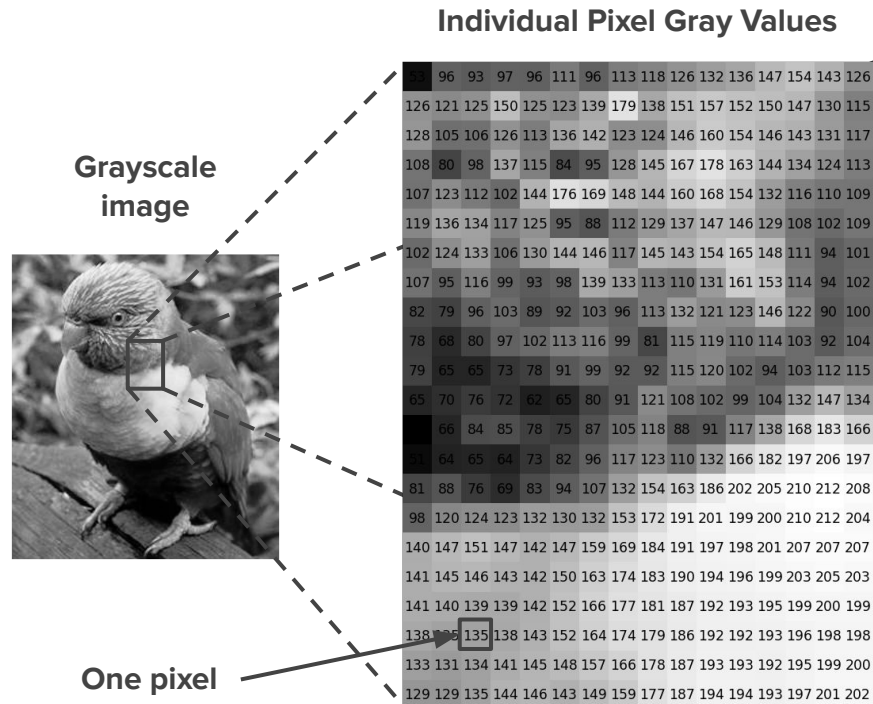 Individual Pixel Gray Values
53 96 93 97 96 111 96 113 118 126 132 136 147 154 143 126
126 121 125 150 125 123 139 179 138 151 157 152 150 147 130 115
128 105 106 126 113 136 142 123 124 146 160 154 146 143 131 117
Grayscale
image
108 80 98 137 115 84 95 128 145 167 178 163 144 134 124 113
107 123 112 102 144 176 169 148 144 160 168 154 132 116 110 109
119 136 134 117 125 95 88 112 129 137 147 146 129 108 102 109
102 124 133 106 130 144 146 117 145 143 154 165 148 111 94 101
107 95 116 99 93 98 139 133 113 110 131 161 153 114 94 102
82 79 96 103 89 92 103 96 113 132 121 123 146 122 90 100
78 68 80 97 102 113 116 99 81 115 119 110 114 103 92 104
79 65 65 73 78 91 99 92 92 115 120 102 94 103 112 115
65 70 76 72 62 65 80 91 121 108 102 99 104 132 147 134
66 84 85 78 75 87 105 118 88 91 117 138 168 183 166
51 64 65 64 73 82 96 117 123 110 132 166 182 197 206 197
81 88 76 69 83 94 107 132 154 163 186 202 205 210 212 208
98 120 124 123 132 130 132 153 172 191 201 199 200 210 212 204
140 147 151 147 142 147 159 169 184 191 197 198 201 207 207 207
141 145 146 143 142 150 163 174 183 190 194 196 199 203 205 203
141 140 139 139 142 152 166 177 181 187 192 193 195 199 200 199
138 135 138 143 152 164 174 179 186 192 192 193 196 198 198
One pixel
133 131 134 141 145 148 157 166 178 187 193 193 192 195 199 200
129 129 135 144 146 143 149 159 177 187 194 194 193 197 201 202